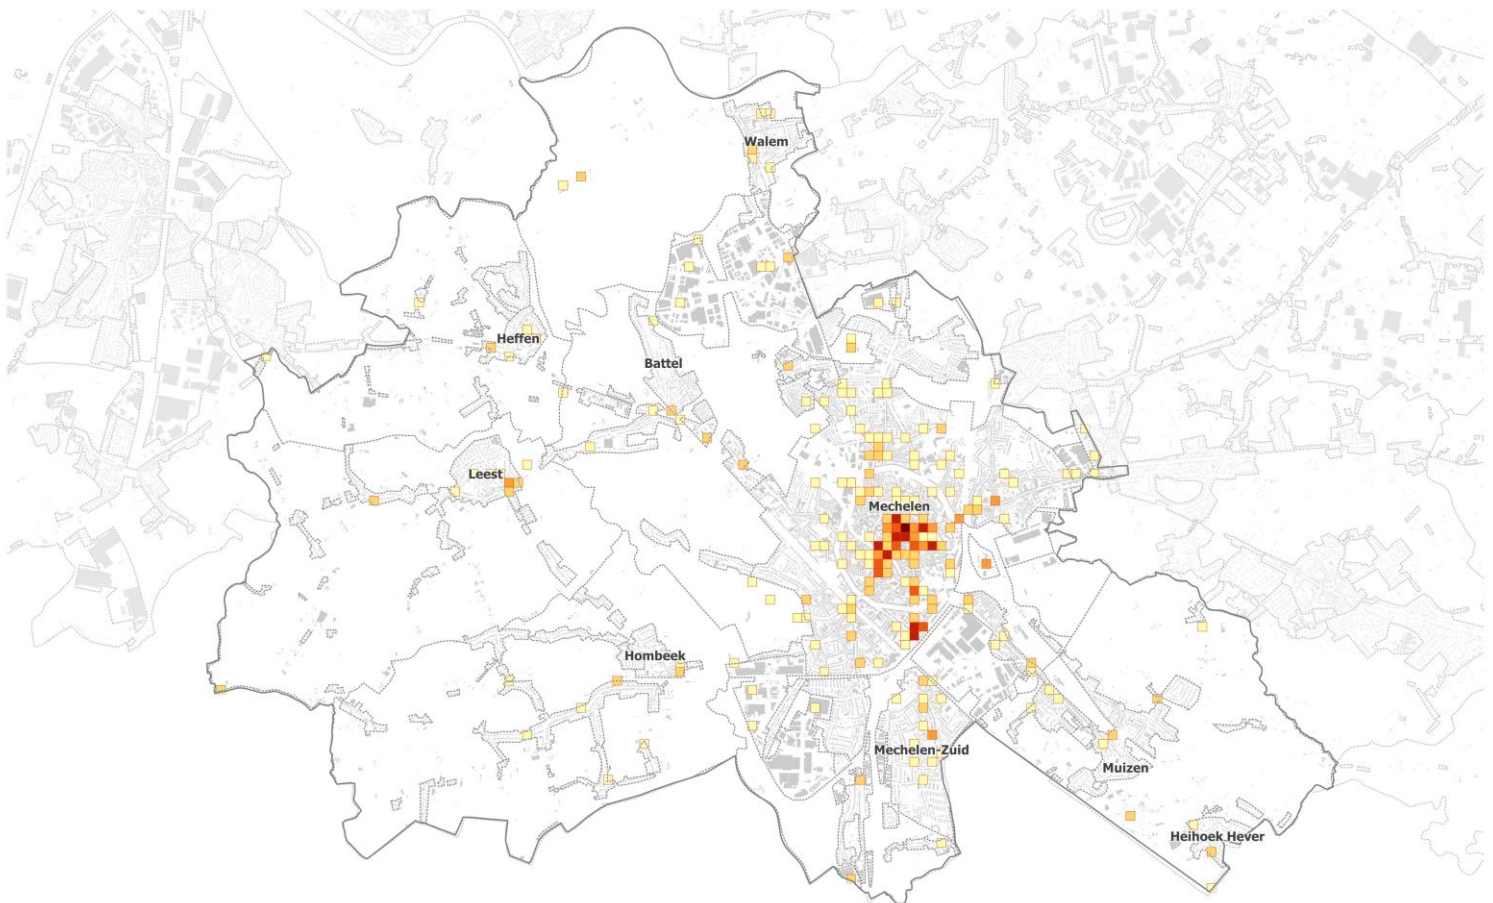 Walem
Heffen
Battel
Leest
Mechelen
Hombeek
Mechelen-Zuid
Muizen
Heihoek Hever